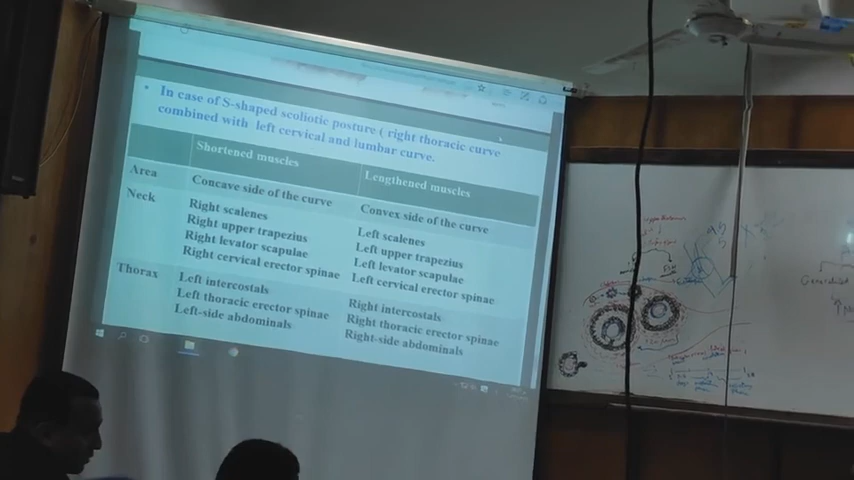 • In case of S-shaped scoliotic posture ( right thoracic curve
combined with left cervical and lumbar curve.
Shortened muscles
Lengthened muscles
Area
Concave side of the curve
Convex side of the curve
Neck
Right scalenes
Right upper trapezius
Right levator scapulae
Right cervical erector spinae
Left scalenes
Left upper trapezius
Left levator scapulae
Left cervical erector spinae
Thorax
Left intercostals
Left thoracic erector spinae
Left-side abdominals
Right intercostals
Right thoracic erector spinae
Right-side abdominals